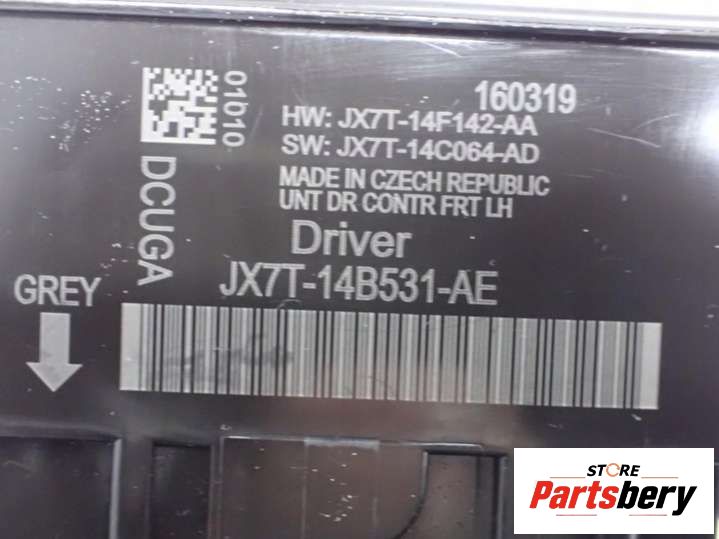 160319
01010
HW: JX7T-14F142-AA
SW: JX7T-14C064-AD
MADE IN CZECH REPUBLIC
UNT DR CONTR FRT LH
DCUGA
Driver
JX7T-14B531-AE
GREY
STORE
Partsbery